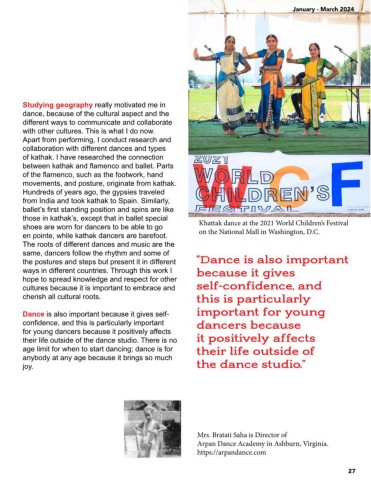 January - March 2024
Studying geography really motivated me in
dance, because of the cultural aspect and the
different ways to communicate and collaborate
with other cultures. This is what I do now.
Apart from performing, I conduct research and
collaboration with different dances and types
of kathak. I have researched the connection
between kathak and flamenco and ballet. Parts
of the flamenco, such as the footwork, hand
movements, and posture, originate from kathak.
Hundreds of years ago, the gypsies traveled
from India and took kathak to Spain. Similarly,
ballet's first standing position and spins are like
those in kathak's, except that in ballet special
shoes are worn for dancers to be able to go
en pointe, while kathak dancers are barefoot.
The roots of different dances and music are the
same, dancers follow the rhythm and some of
the postures and steps but present it in different
ways in different countries. Through this work I
hope to spread knowledge and respect for other
cultures because it is important to embrace and
cherish all cultural roots.
Dance is also important because it gives self-
confidence, and this is particularly important
for young dancers because it positively affects
their life outside of the dance studio. There is no
age limit for when to start dancing; dance is for
anybody at any age because it brings so much
joy.
2021
WORLD
CHILDREN'S
FESTIVAL
WCF
Khattak dance at the 2021 World Children's Festival
on the National Mall in Washington, D.C.
"Dance is also important
because it gives
self-confidence, and
this is particularly
important for young
dancers because
it positively affects
their life outside of
the dance studio."
Mrs. Bratati Saha is Director of
Arpan Dance Academy in Ashburn, Virginia.
https://arpandance.com
27